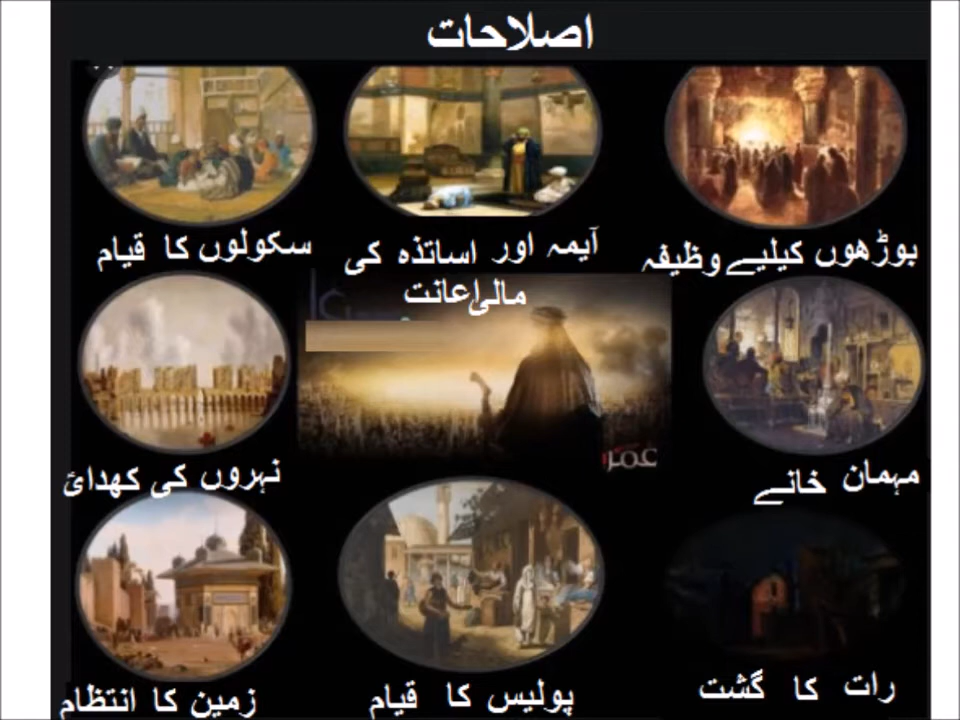 اصلاحات
بوڑھوں کیلیے وظیفہ
آیمہ اور اساتذہ کی
مالی اعانت
سکولوں کا قیام
مہمان خانے
عمر
نہروں کی کھدائ
رات کا گشت
پولیس کا قیام
زمین کا انتظام